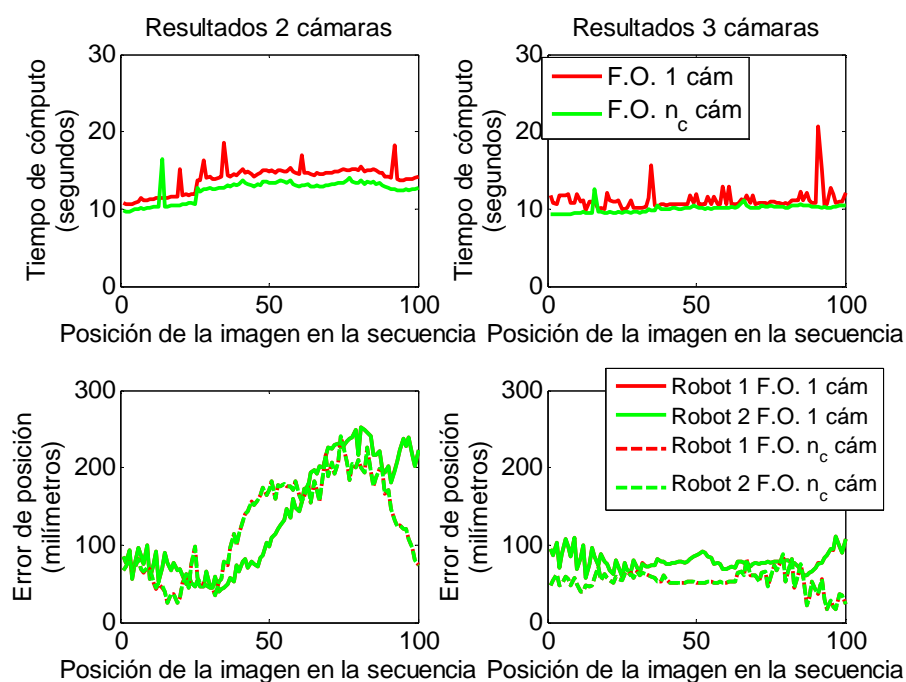 Resultados 2 cámaras
Resultados 3 cámaras
30
20
10
0
0
50
100
Tiempo de cómputo
(segundos)
Posición de la imagen en la secuencia
30
20
10
0
0
50
100
Tiempo de cómputo
(segundos)
Posición de la imagen en la secuencia
F.O. 1 cám
F.O. n_c cám
300
200
100
0
0
50
100
Error de posición
(milímetros)
Posición de la imagen en la secuencia
300
200
100
0
0
50
100
Error de posición
(milímetros)
Posición de la imagen en la secuencia
Robot 1 F.O. 1 cám
Robot 2 F.O. 1 cám
Robot 1 F.O. n_c cám
Robot 2 F.O. n_c cám